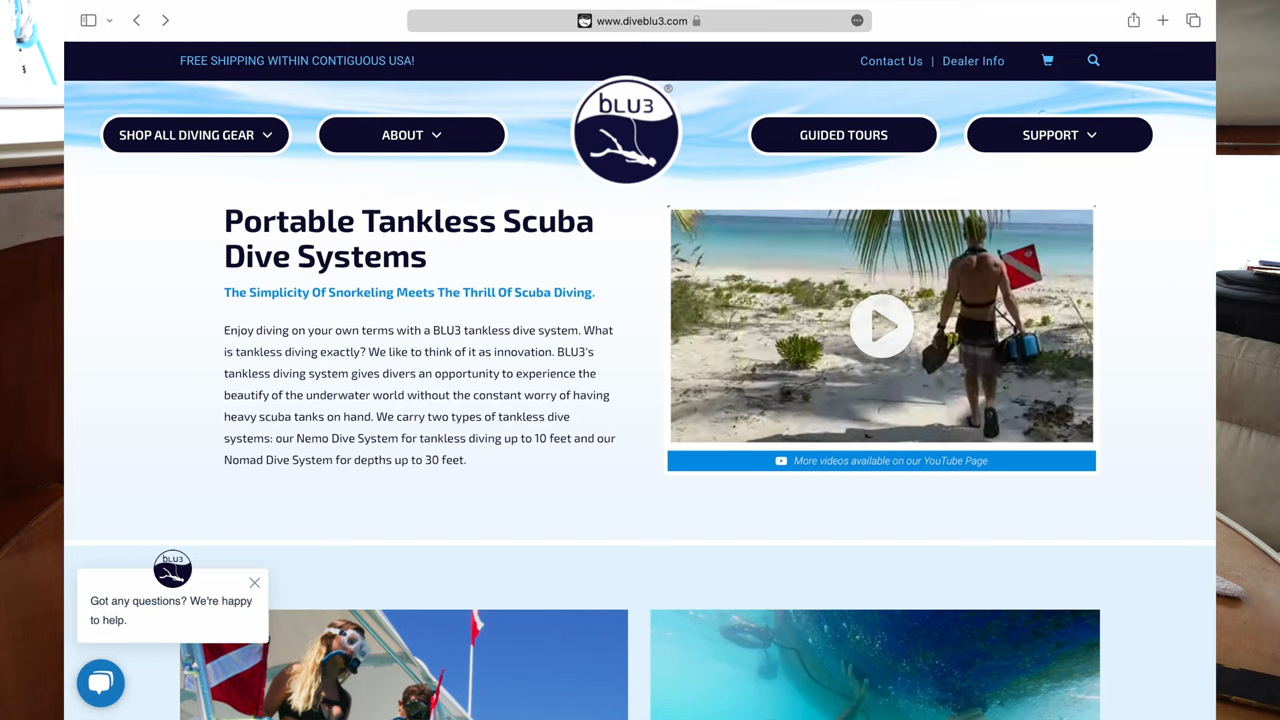 www.diveblu3.com
FREE SHIPPING WITHIN CONTIGUOUS USA!
Contact Us | Dealer Info
bLU3
®
SHOP ALL DIVING GEAR
ABOUT
GUIDED TOURS
SUPPORT
Portable Tankless Scuba
Dive Systems
The Simplicity Of Snorkeling Meets The Thrill Of Scuba Diving.
Enjoy diving on your own terms with a BLU3 tankless dive system. What
is tankless diving exactly? We like to think of it as innovation. BLU3's
tankless diving system gives divers an opportunity to experience the
beautify of the underwater world without the constant worry of having
heavy scuba tanks on hand. We carry two types of tankless dive
systems: our Nemo Dive System for tankless diving up to 10 feet and our
Nomad Dive System for depths up to 30 feet.
More videos available on our YouTube Page
bLU3
Got any questions? We're happy
to help.